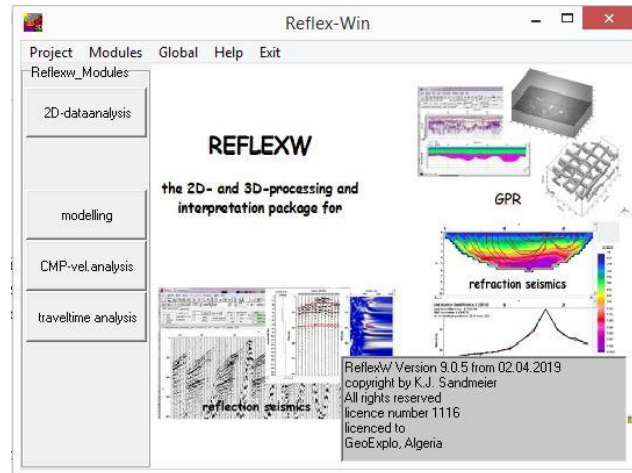 Reflex-Win
Project Modules Global Help Exit
Reflexw_Modules
2D-dataanalysis
modelling
CMP-vel.analysis
traveltime analysis
REFLEXW
the 2D- and 3D-processing and
interpretation package for
GPR
refraction seismics
reflection seismics
ReflexW Version 9.0.5 from 02.04.2019
copyright by K.J. Sandmeier
All rights reserved
licence number 1116
licenced to
GeoExplo, Algeria